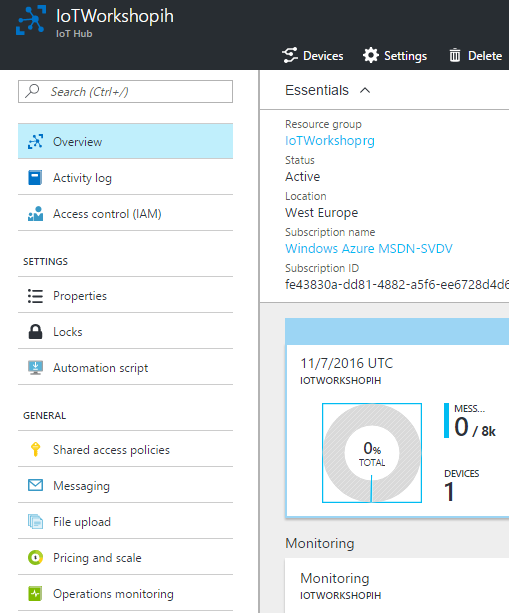 IoTWorkshopih
IoT Hub
Devices
Settings
Delete
Search (Ctrl+/)
Overview
Activity log
Access control (IAM)
SETTINGS
Properties
Locks
Automation script
GENERAL
Shared access policies
Messaging
File upload
Pricing and scale
Operations monitoring
Essentials
Resource group
IoTWorkshoprg
Status
Active
Location
West Europe
Subscription name
Windows Azure MSDN-SVDV
Subscription ID
fe43830a-dd81-4882-a5f6-ee6728d4d6
11/7/2016 UTC
IOTWORKSHOPIH
0%
TOTAL
MESS...
0 / 8k
DEVICES
1
Monitoring
Monitoring
IOTWORKSHOPIH